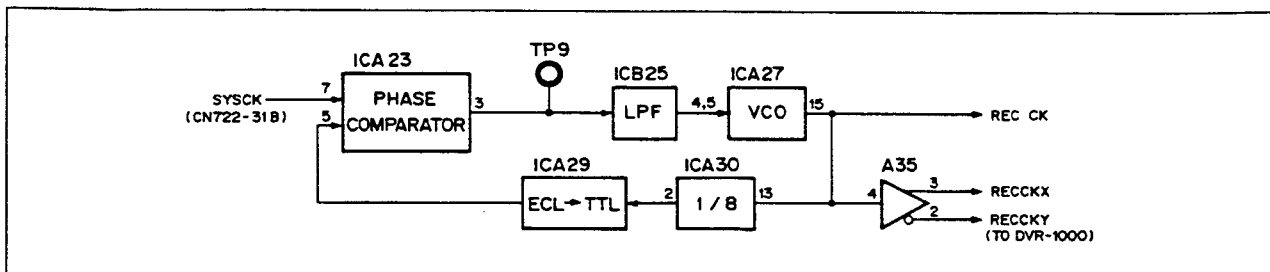 TP9
ICA23
ICB25
ICA27
SYSCK
(CN722-31B)
7
5
PHASE
COMPARATOR
3
LPF
4,5
VCO
15
REC CK
ICA29
ICA30
A35
ECL→TTL
2
1/8
13
4
3
RECCKX
2
RECCKY
(TO DVR-1000)